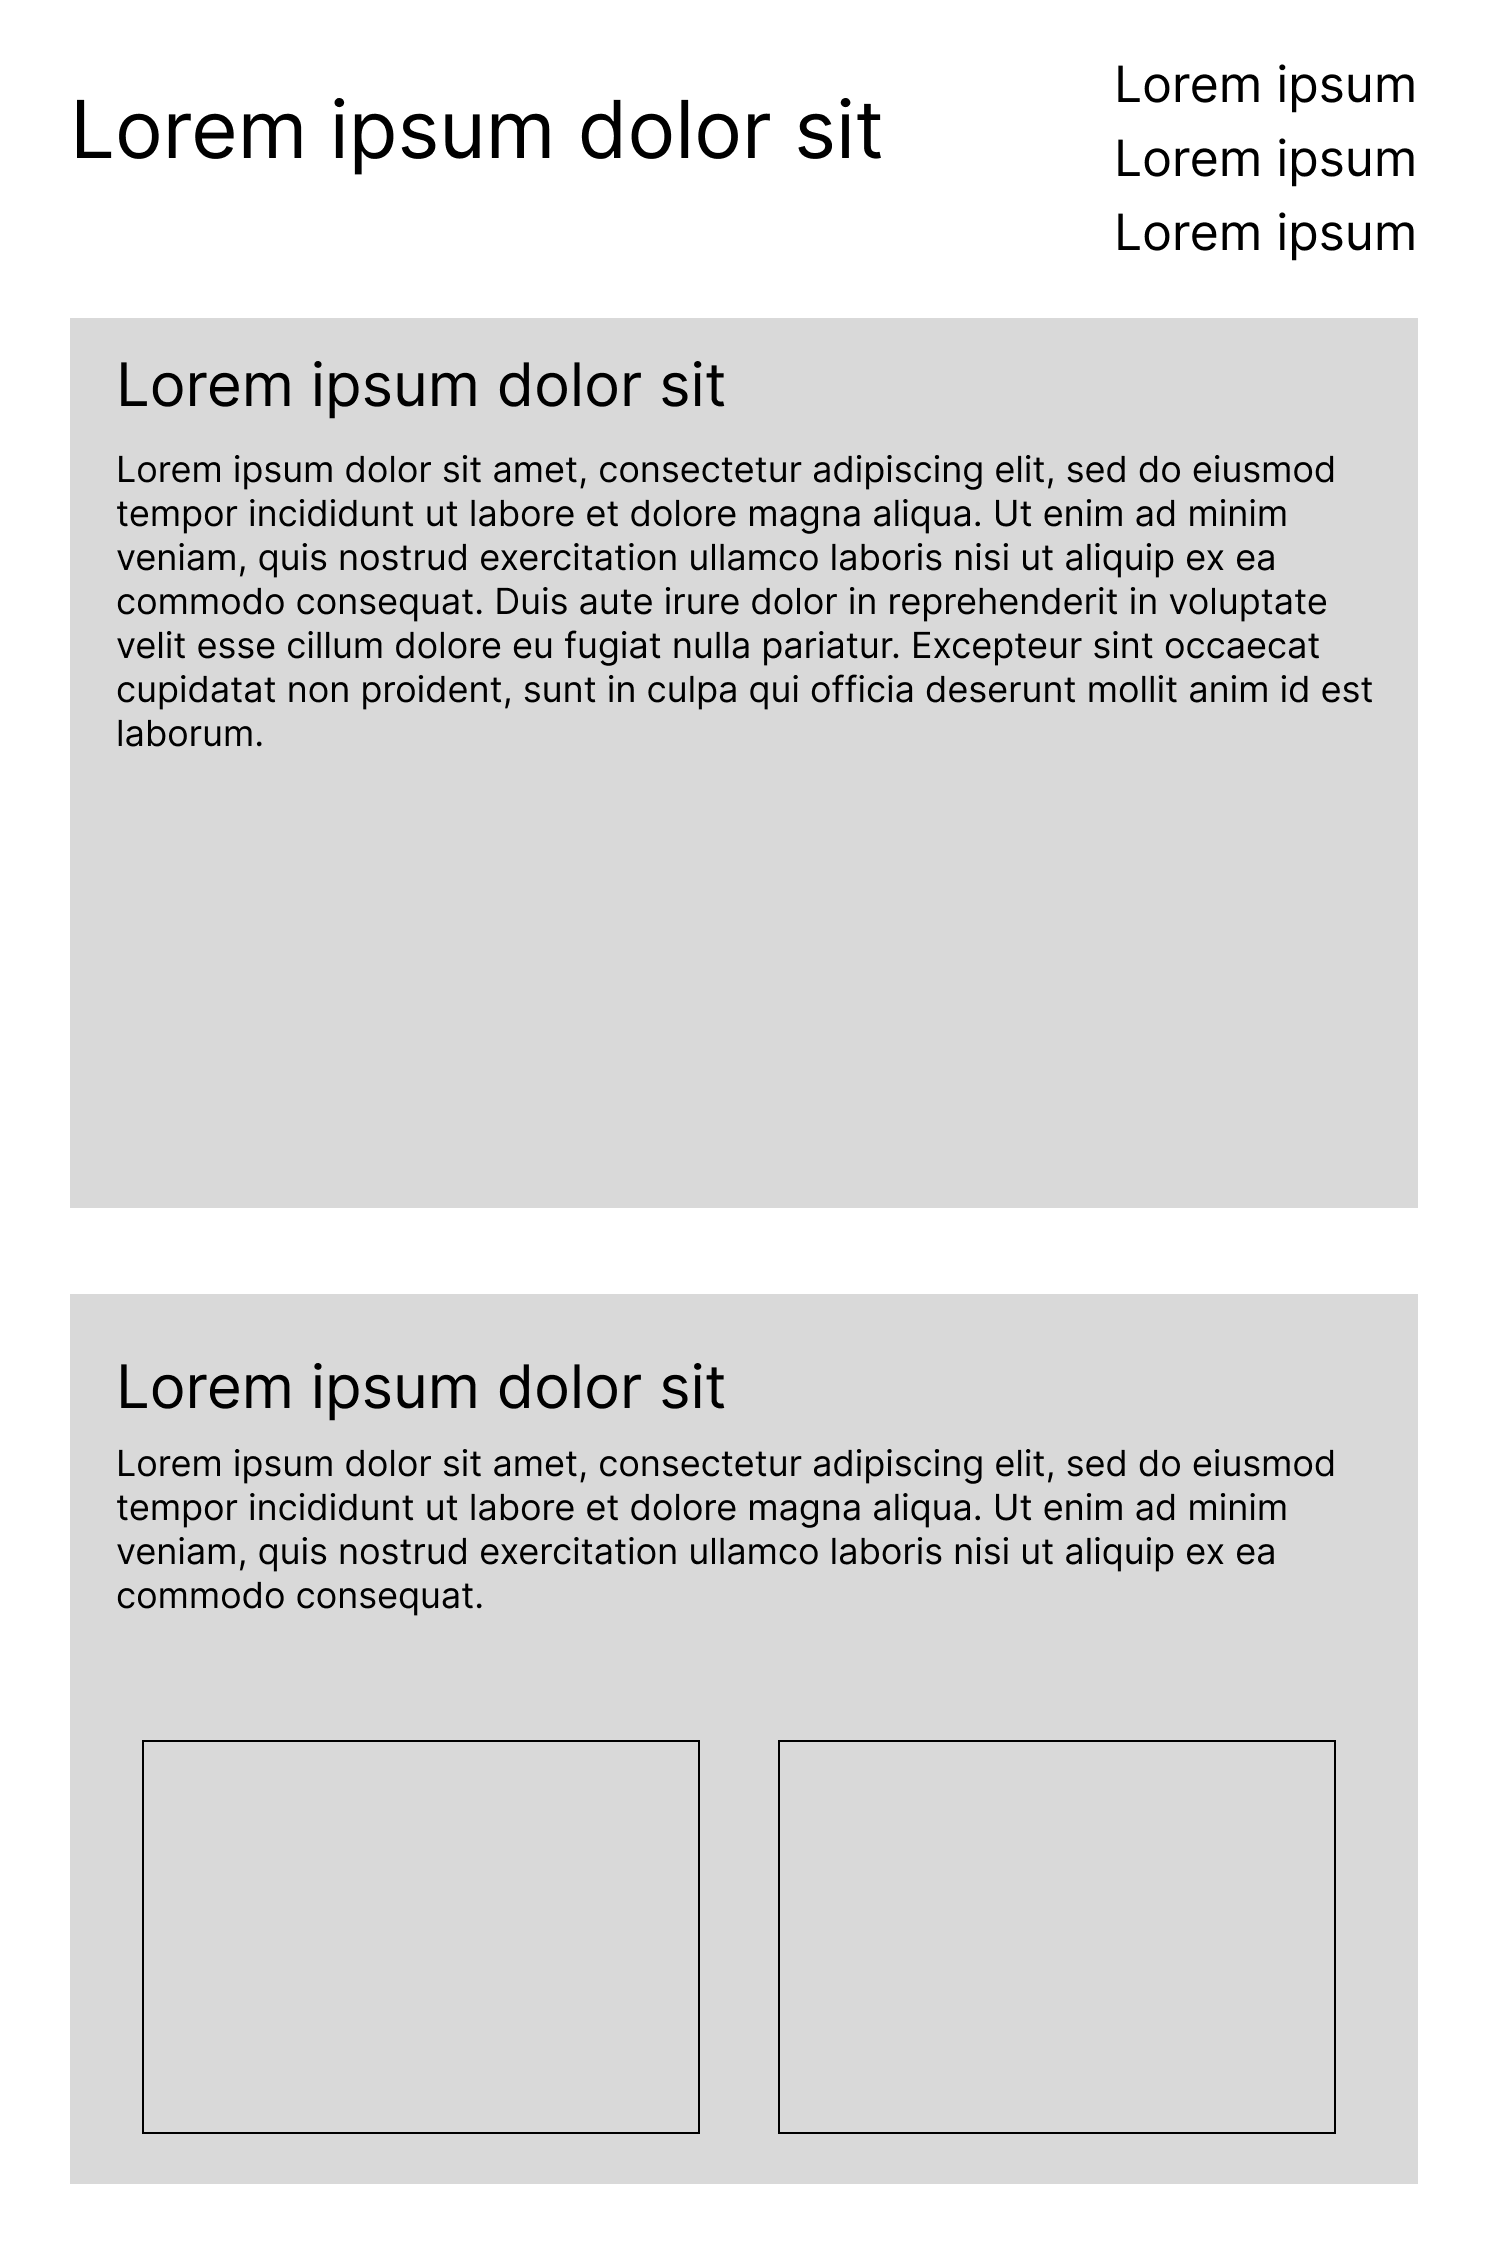 Lorem ipsum dolor sit
Lorem ipsum
Lorem ipsum
Lorem ipsum
Lorem ipsum dolor sit
Lorem ipsum dolor sit amet, consectetur adipiscing elit, sed do eiusmod
tempor incididunt ut labore et dolore magna aliqua. Ut enim ad minim
veniam, quis nostrud exercitation ullamco laboris nisi ut aliquip ex ea
commodo consequat. Duis aute irure dolor in reprehenderit in voluptate
velit esse cillum dolore eu fugiat nulla pariatur. Excepteur sint occaecat
cupidatat non proident, sunt in culpa qui officia deserunt mollit anim id est
laborum.
Lorem ipsum dolor sit
Lorem ipsum dolor sit amet, consectetur adipiscing elit, sed do eiusmod
tempor incididunt ut labore et dolore magna aliqua. Ut enim ad minim
veniam, quis nostrud exercitation ullamco laboris nisi ut aliquip ex ea
commodo consequat.